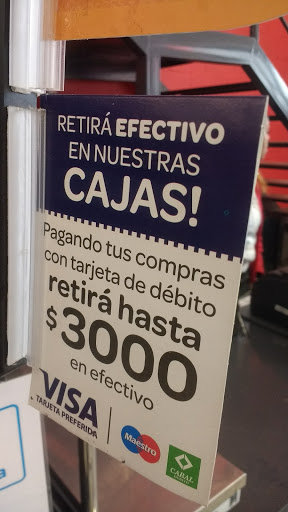 RETIRÁ EFECTIVO
EN NUESTRAS
CAJAS!
Pagando tus compras
con tarjeta de débito
retirá hasta
$3000
en efectivo
VISA
TARJETA PREFERIDA
Maestro
CABAL
a